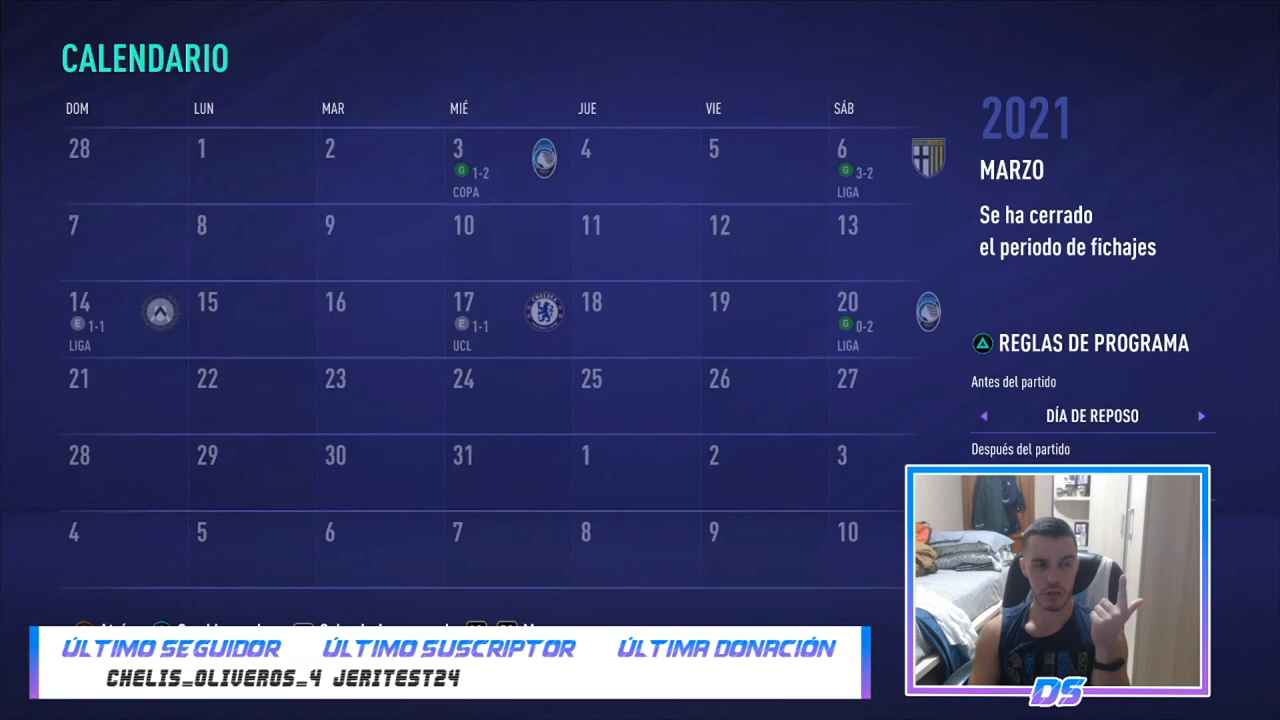 CALENDARIO
DOM LUN MAR MIÉ JUE VIE SÁB
28 1 2 3 4 5 6
G 1-2 G 3-2
COPA LIGA
7 8 9 10 11 12 13
14 15 16 17 18 19 20
E 1-1 E 1-1 G 0-2
LIGA UCL LIGA
21 22 23 24 25 26 27
28 29 30 31 1 2 3
4 5 6 7 8 9 10
2021
MARZO
Se ha cerrado
el periodo de fichajes
REGLAS DE PROGRAMA
Antes del partido
DÍA DE REPOSO
Después del partido
ÚLTIMO SEGUIDOR ÚLTIMO SUSCRIPTOR ÚLTIMA DONACIÓN
CHELIS_OLIVEROS_4 JERITEST24
DS